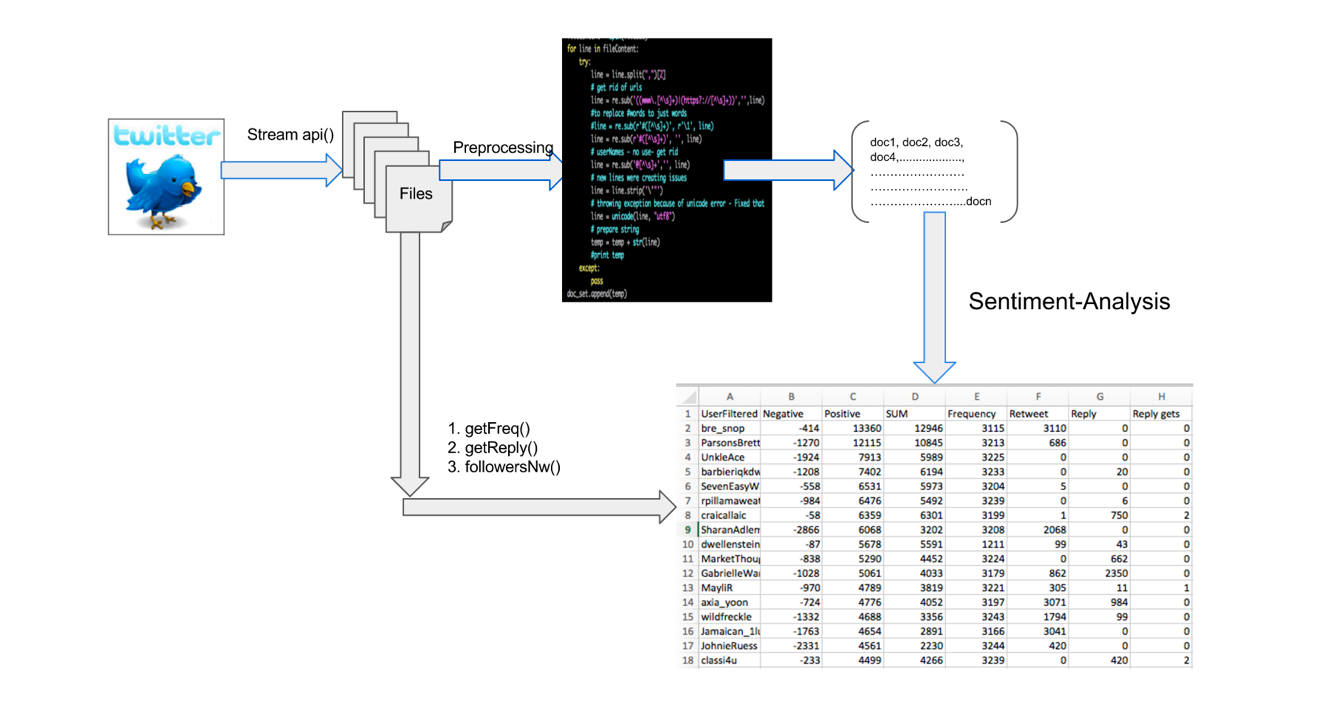 twitter
Stream api()
Files
Preprocessing
for line in fileContent:
try:
line = line.split(",")[2]
# get rid of urls
line = re.sub('((www\.[^\s]+)|(https?://[^\s]+))','',line)
#to replace #words to just words
#line = re.sub(r'#([^\s]+)', r'\1', line)
line = re.sub(r'#([^\s]+)', '', line)
# userNames - no use- get rid
line = re.sub('@[^\s]+','', line)
# new lines were creating issues
line = line.strip('\'"')
# throwing exception because of unicode error - Fixed that
line = unicode(line, "utf8")
# prepare string
temp = temp + str(line)
#print temp
except:
pass
doc_set.append(temp)
doc1, doc2, doc3,
doc4,...................,
........................
.........................
........................docn
Sentiment-Analysis
1. getFreq()
2. getReply()
3. followersNw()
A B C D E F G H
1 UserFiltered Negative Positive SUM Frequency Retweet Reply Reply gets
2 bre_snop -414 13360 12946 3115 3110 0 0
3 ParsonsBrett -1270 12115 10845 3213 686 0 0
4 UnkleAce -1924 7913 5989 3225 0 0 0
5 barbieriqkdw -1208 7402 6194 3233 0 20 0
6 SevenEasyW -558 6531 5973 3204 5 0 0
7 rpillamaweat -984 6476 5492 3239 0 6 0
8 craicallaic -58 6359 6301 3199 1 750 2
9 SharanAdlem -2866 6068 3202 3208 2068 0 0
10 dwellenstein -87 5678 5591 1211 99 43 0
11 MarketThou -838 5290 4452 3224 0 662 0
12 GabrielleWa -1028 5061 4033 3179 862 2350 0
13 MayliR -970 4789 3819 3221 305 11 1
14 axia_yoon -724 4776 4052 3197 3071 984 0
15 wildfreckle -1332 4688 3356 3243 1794 99 0
16 Jamaican_1l -1763 4654 2891 3166 3041 0 0
17 JohnieRuess -2331 4561 2230 3244 420 0 0
18 classi4u -233 4499 4266 3239 0 420 2